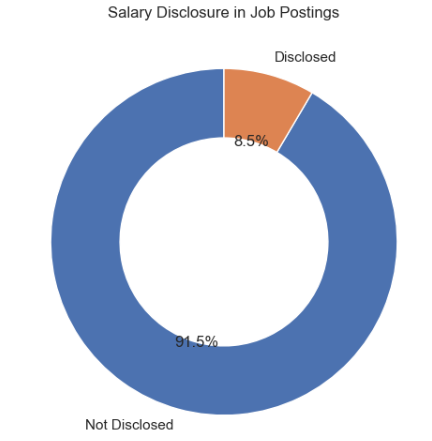 Salary Disclosure in Job Postings
Disclosed
8.5%
91.5%
Not Disclosed